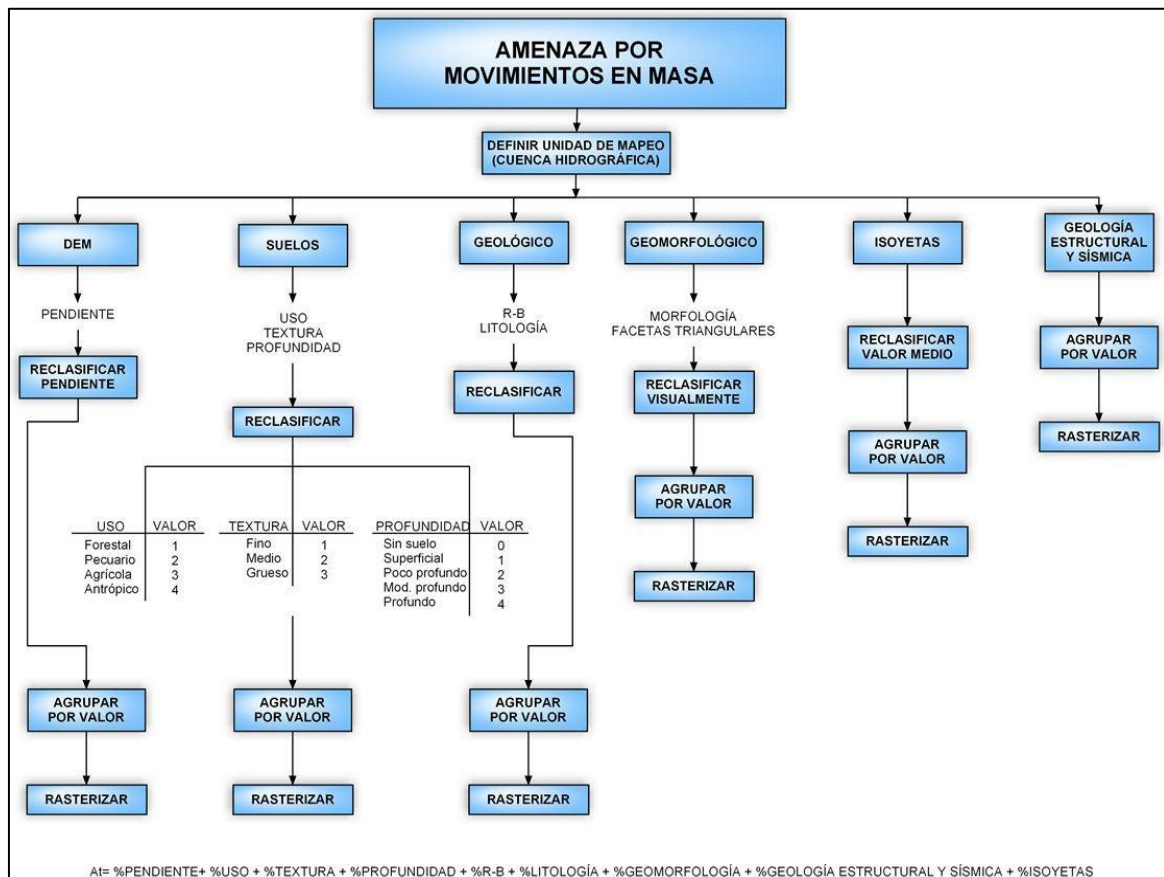 AMENAZA POR
MOVIMIENTOS EN MASA
DEFINIR UNIDAD DE MAPEO
(CUENCA HIDROGRÁFICA)
DEM
PENDIENTE
RECLASIFICAR
PENDIENTE
AGRUPAR
POR VALOR
RASTERIZAR
SUELOS
USO
TEXTURA
PROFUNDIDAD
RECLASIFICAR
USO VALOR
Forestal 1
Pecuario 2
Agrícola 3
Antrópico 4
TEXTURA VALOR
Fino 1
Medio 2
Grueso 3
PROFUNDIDAD VALOR
Sin suelo 0
Superficial 1
Poco profundo 2
Mod. profundo 3
Profundo 4
AGRUPAR
POR VALOR
RASTERIZAR
GEOLÓGICO
R-B
LITOLOGÍA
RECLASIFICAR
AGRUPAR
POR VALOR
RASTERIZAR
GEOMORFOLÓGICO
MORFOLOGÍA
FACETAS TRIANGULARES
RECLASIFICAR
VISUALMENTE
AGRUPAR
POR VALOR
RASTERIZAR
ISOYETAS
RECLASIFICAR
VALOR MEDIO
AGRUPAR
POR VALOR
RASTERIZAR
GEOLOGÍA
ESTRUCTURAL
Y SÍSMICA
AGRUPAR
POR VALOR
RASTERIZAR
At= %PENDIENTE+ %USO + %TEXTURA + %PROFUNDIDAD + %R-B + %LITOLOGÍA + %GEOMORFOLOGÍA + %GEOLOGÍA ESTRUCTURAL Y SÍSMICA + %ISOYETAS